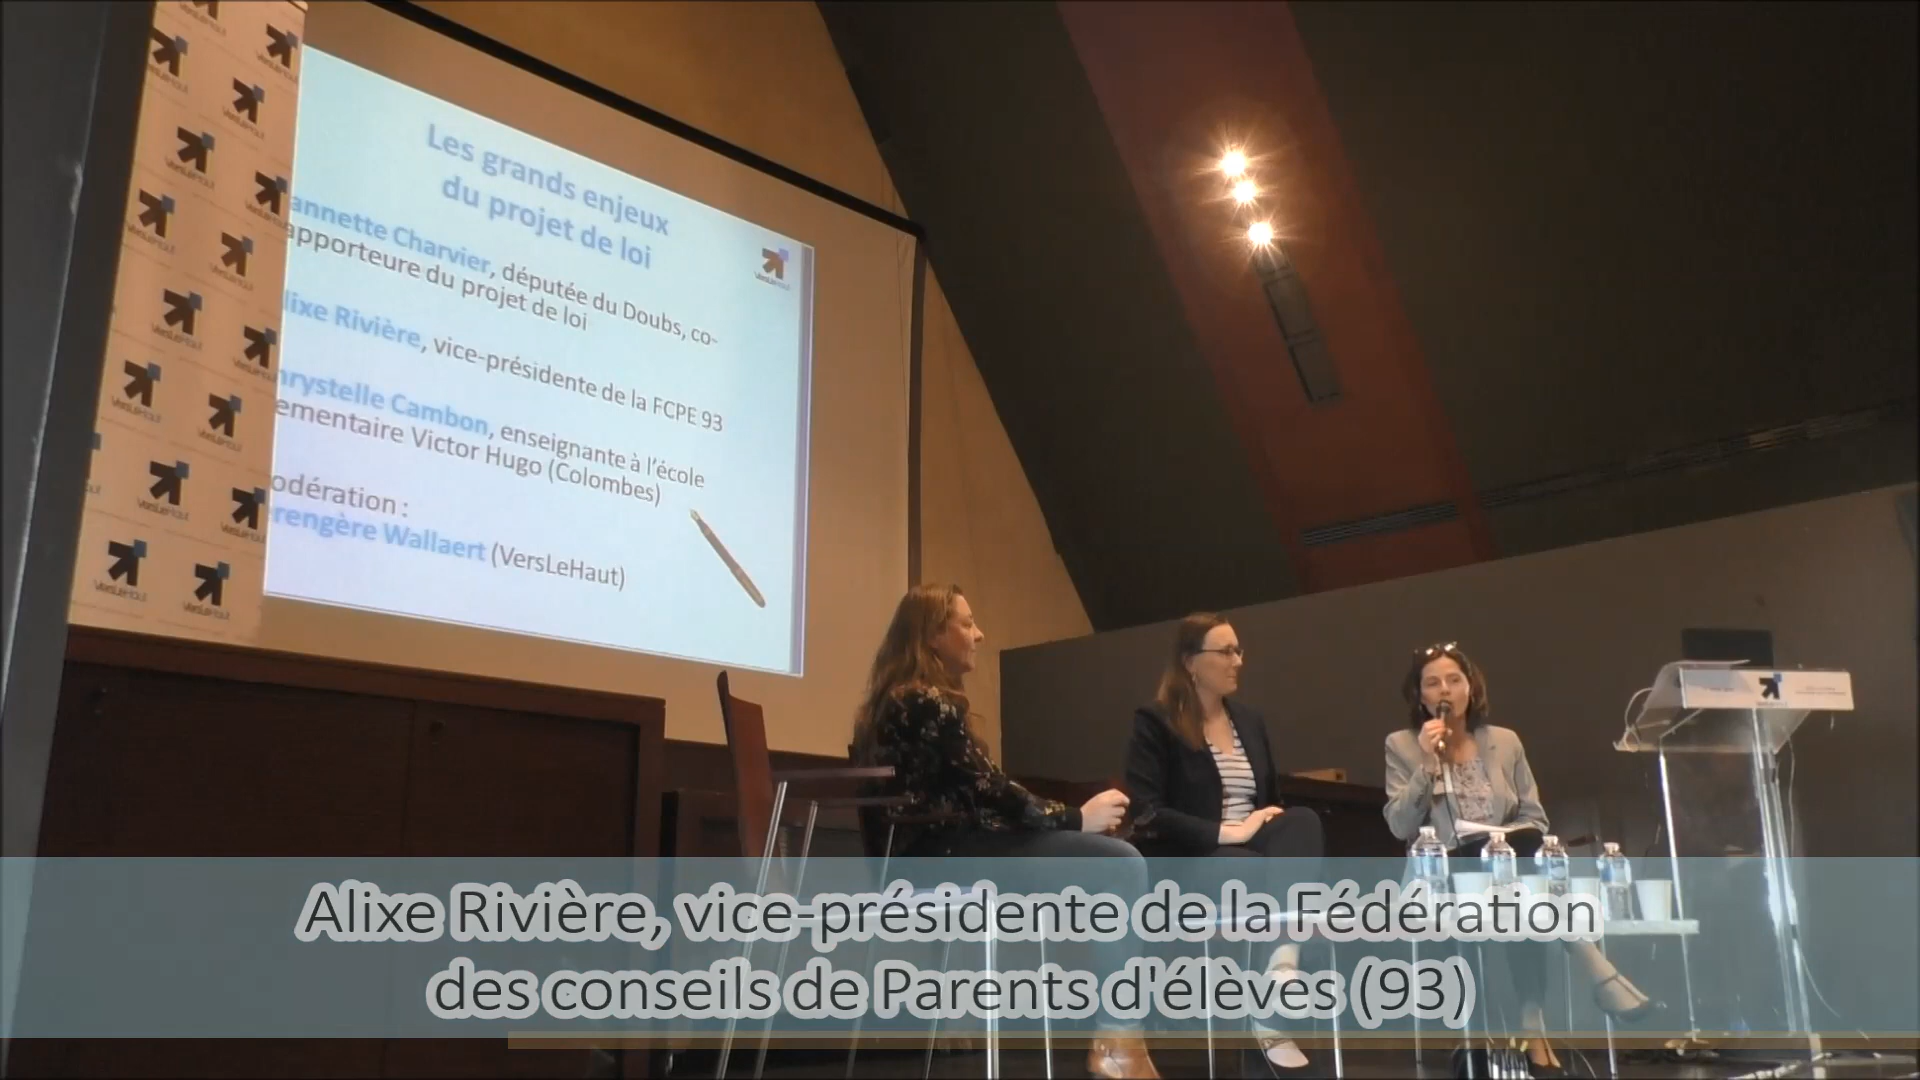 Les grands enjeux
du projet de loi
annette Charvier, députée du Doubs, co-
apporteure du projet de loi
lixe Rivière, vice-présidente de la FCPE 93
hrystelle Cambon, enseignante à l'école
ementaire Victor Hugo (Colombes)
odération :
rengère Wallaert (VersLeHaut)
VersLeHaut
Alixe Rivière, vice-présidente de la Fédération
des conseils de Parents d'élèves (93)